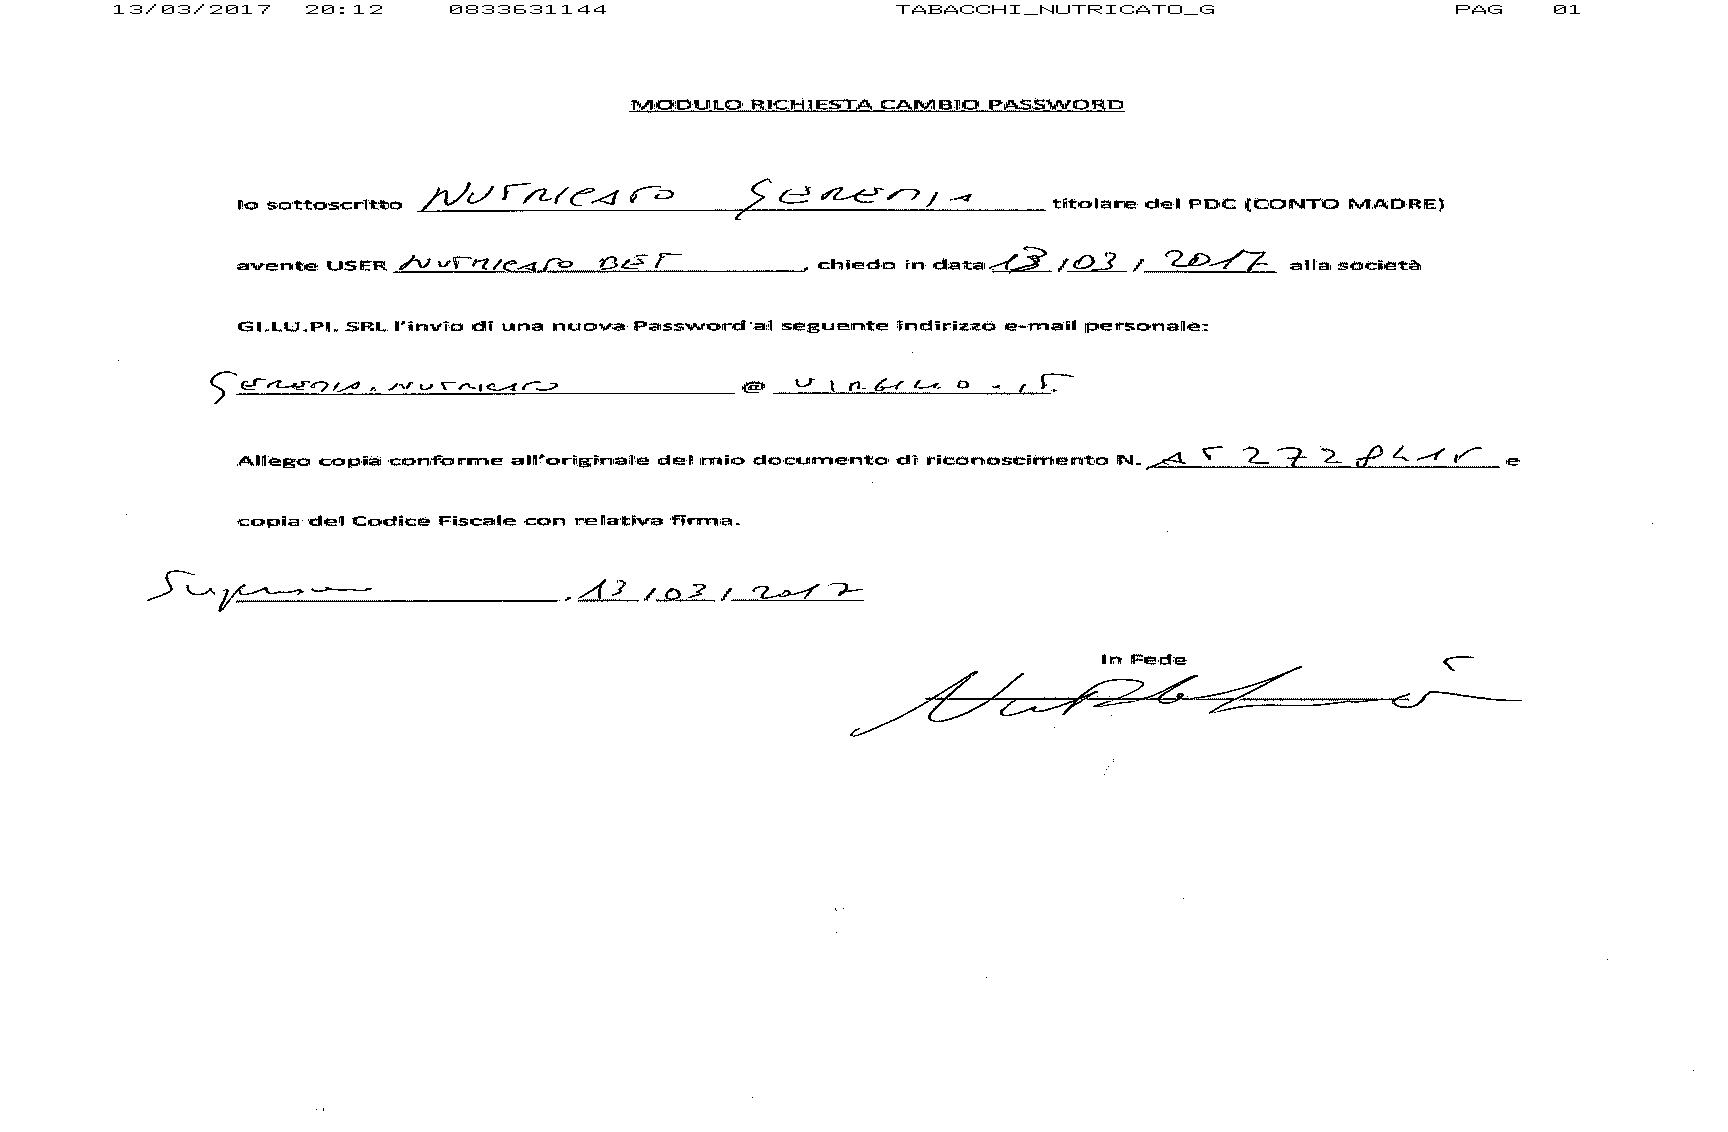 13/03/2017 20:12 0833631144 TABACCHI_NUTRICATO_G PAG 01
MODULO RICHIESTA CAMBIO PASSWORD
Io sottoscritto NUTRICATO GEREMIA titolare del PDC (CONTO MADRE)
avente USER NUTRICATO BET, chiedo in data 13/03/2017 alla società
GI.LU.PI. SRL l'invio di una nuova Password al seguente indirizzo e-mail personale:
GEREMIA.NUTRICATO @ VIRGILIO.IT
Allego copia conforme all'originale del mio documento di riconoscimento N. e
copia del Codice Fiscale con relativa firma.
, 13/03/2017
In Fede